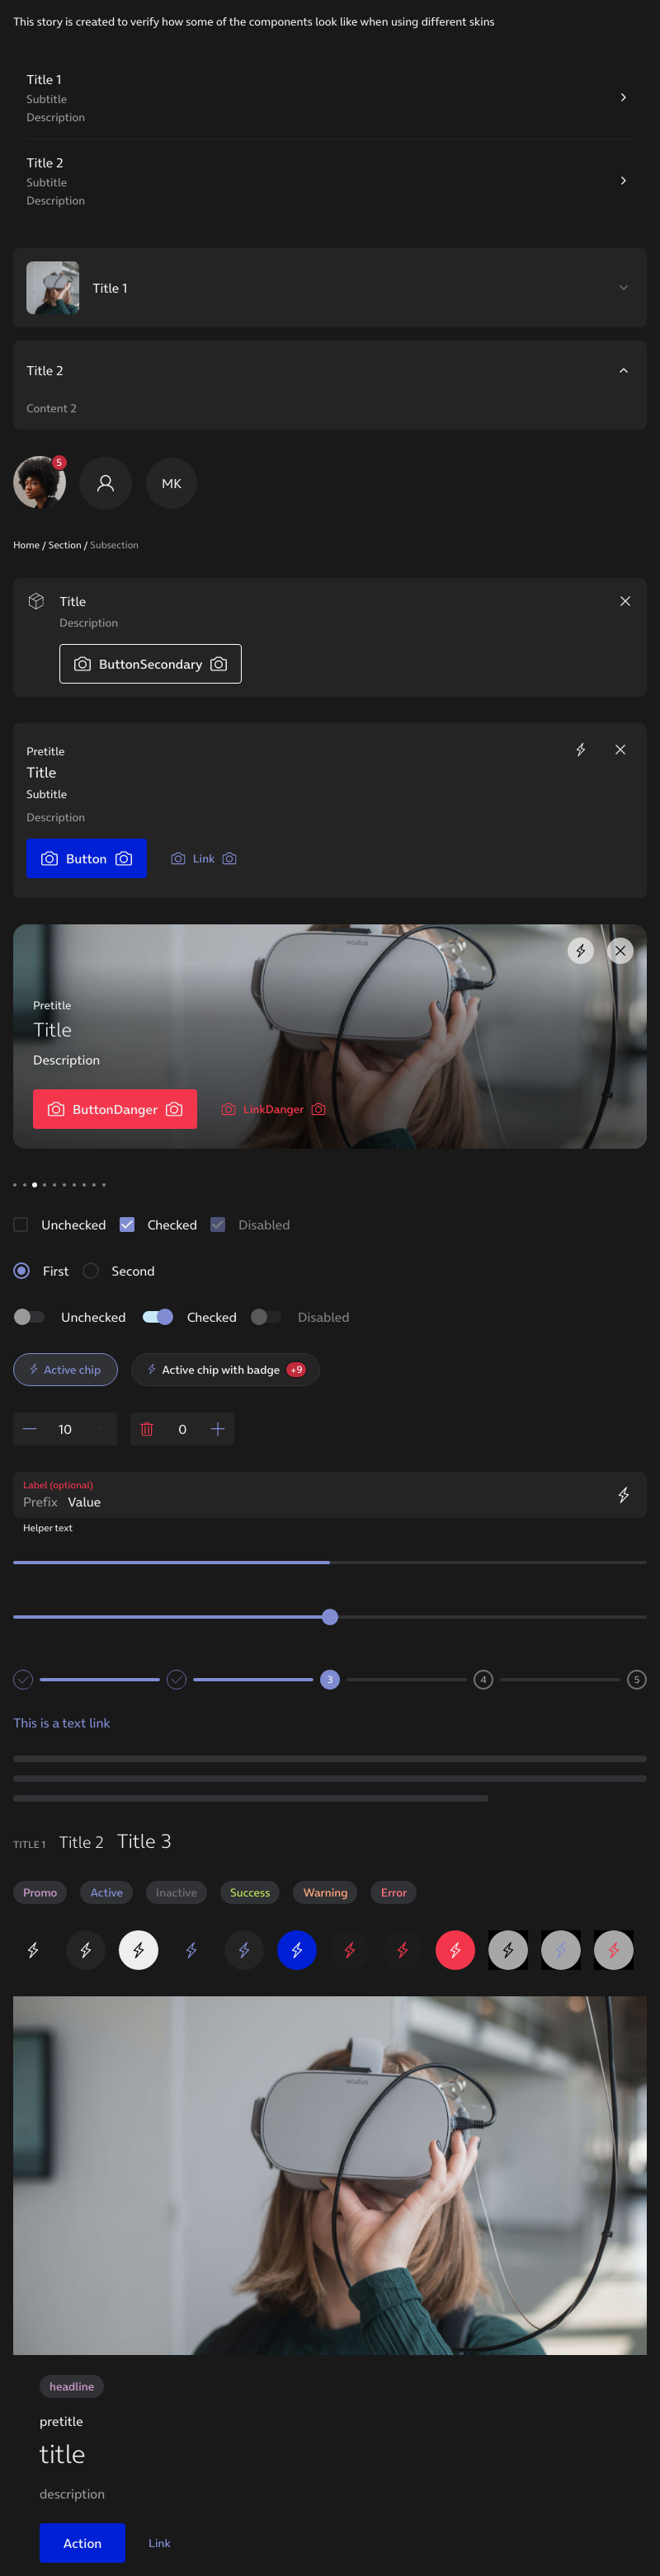 This story is created to verify how some of the components look like when using different skins
Title 1
Subtitle
Description
Title 2
Subtitle
Description
Title 1
Title 2
Content 2
5
MK
Home / Section / Subsection
Title
Description
ButtonSecondary
Pretitle
Title
Subtitle
Description
Button Link
oculus
Pretitle
Title
Description
ButtonDanger LinkDanger
Unchecked Checked Disabled
First Second
Unchecked Checked Disabled
Active chip Active chip with badge +9
10 0
Label (optional)
Prefix Value
Helper text
3 4 5
This is a text link
TITLE 1 Title 2 Title 3
Promo Active Inactive Success Warning Error
oculus
headline
pretitle
title
description
Action Link